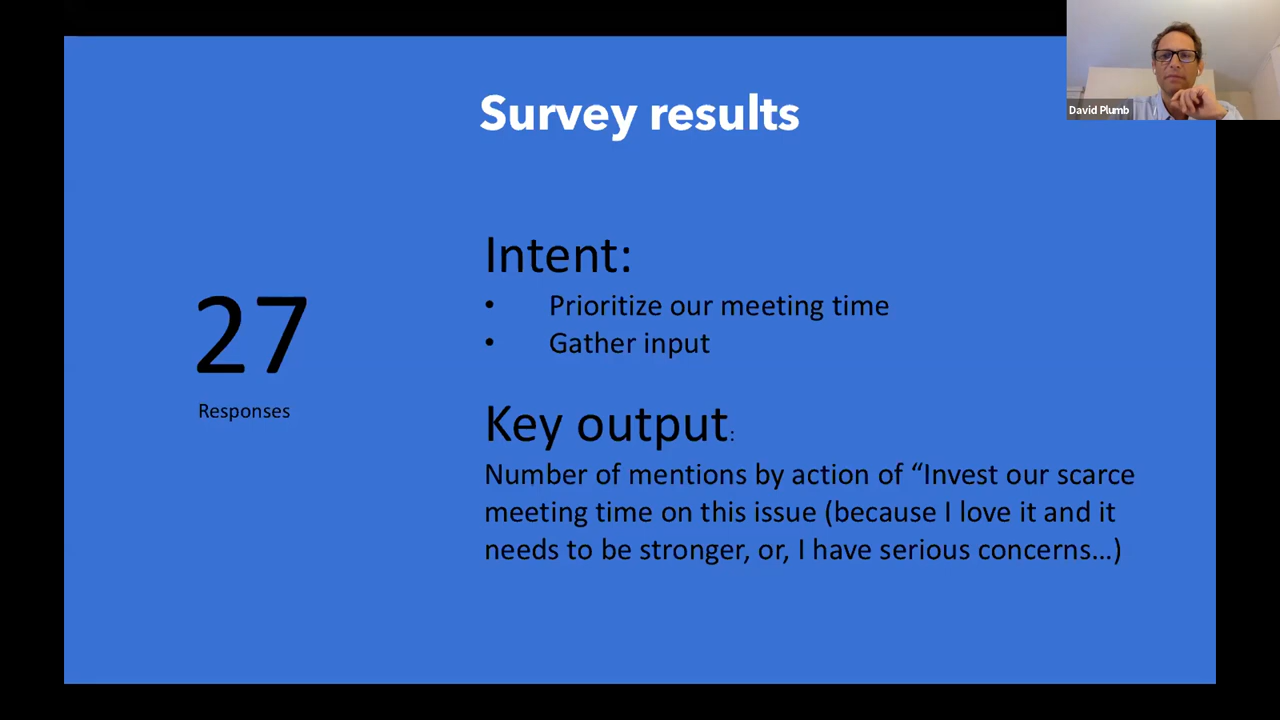 David Plumb
Survey results
27
Responses
Intent:
• Prioritize our meeting time
• Gather input
Key output:
Number of mentions by action of “Invest our scarce
meeting time on this issue (because I love it and it
needs to be stronger, or, I have serious concerns…)